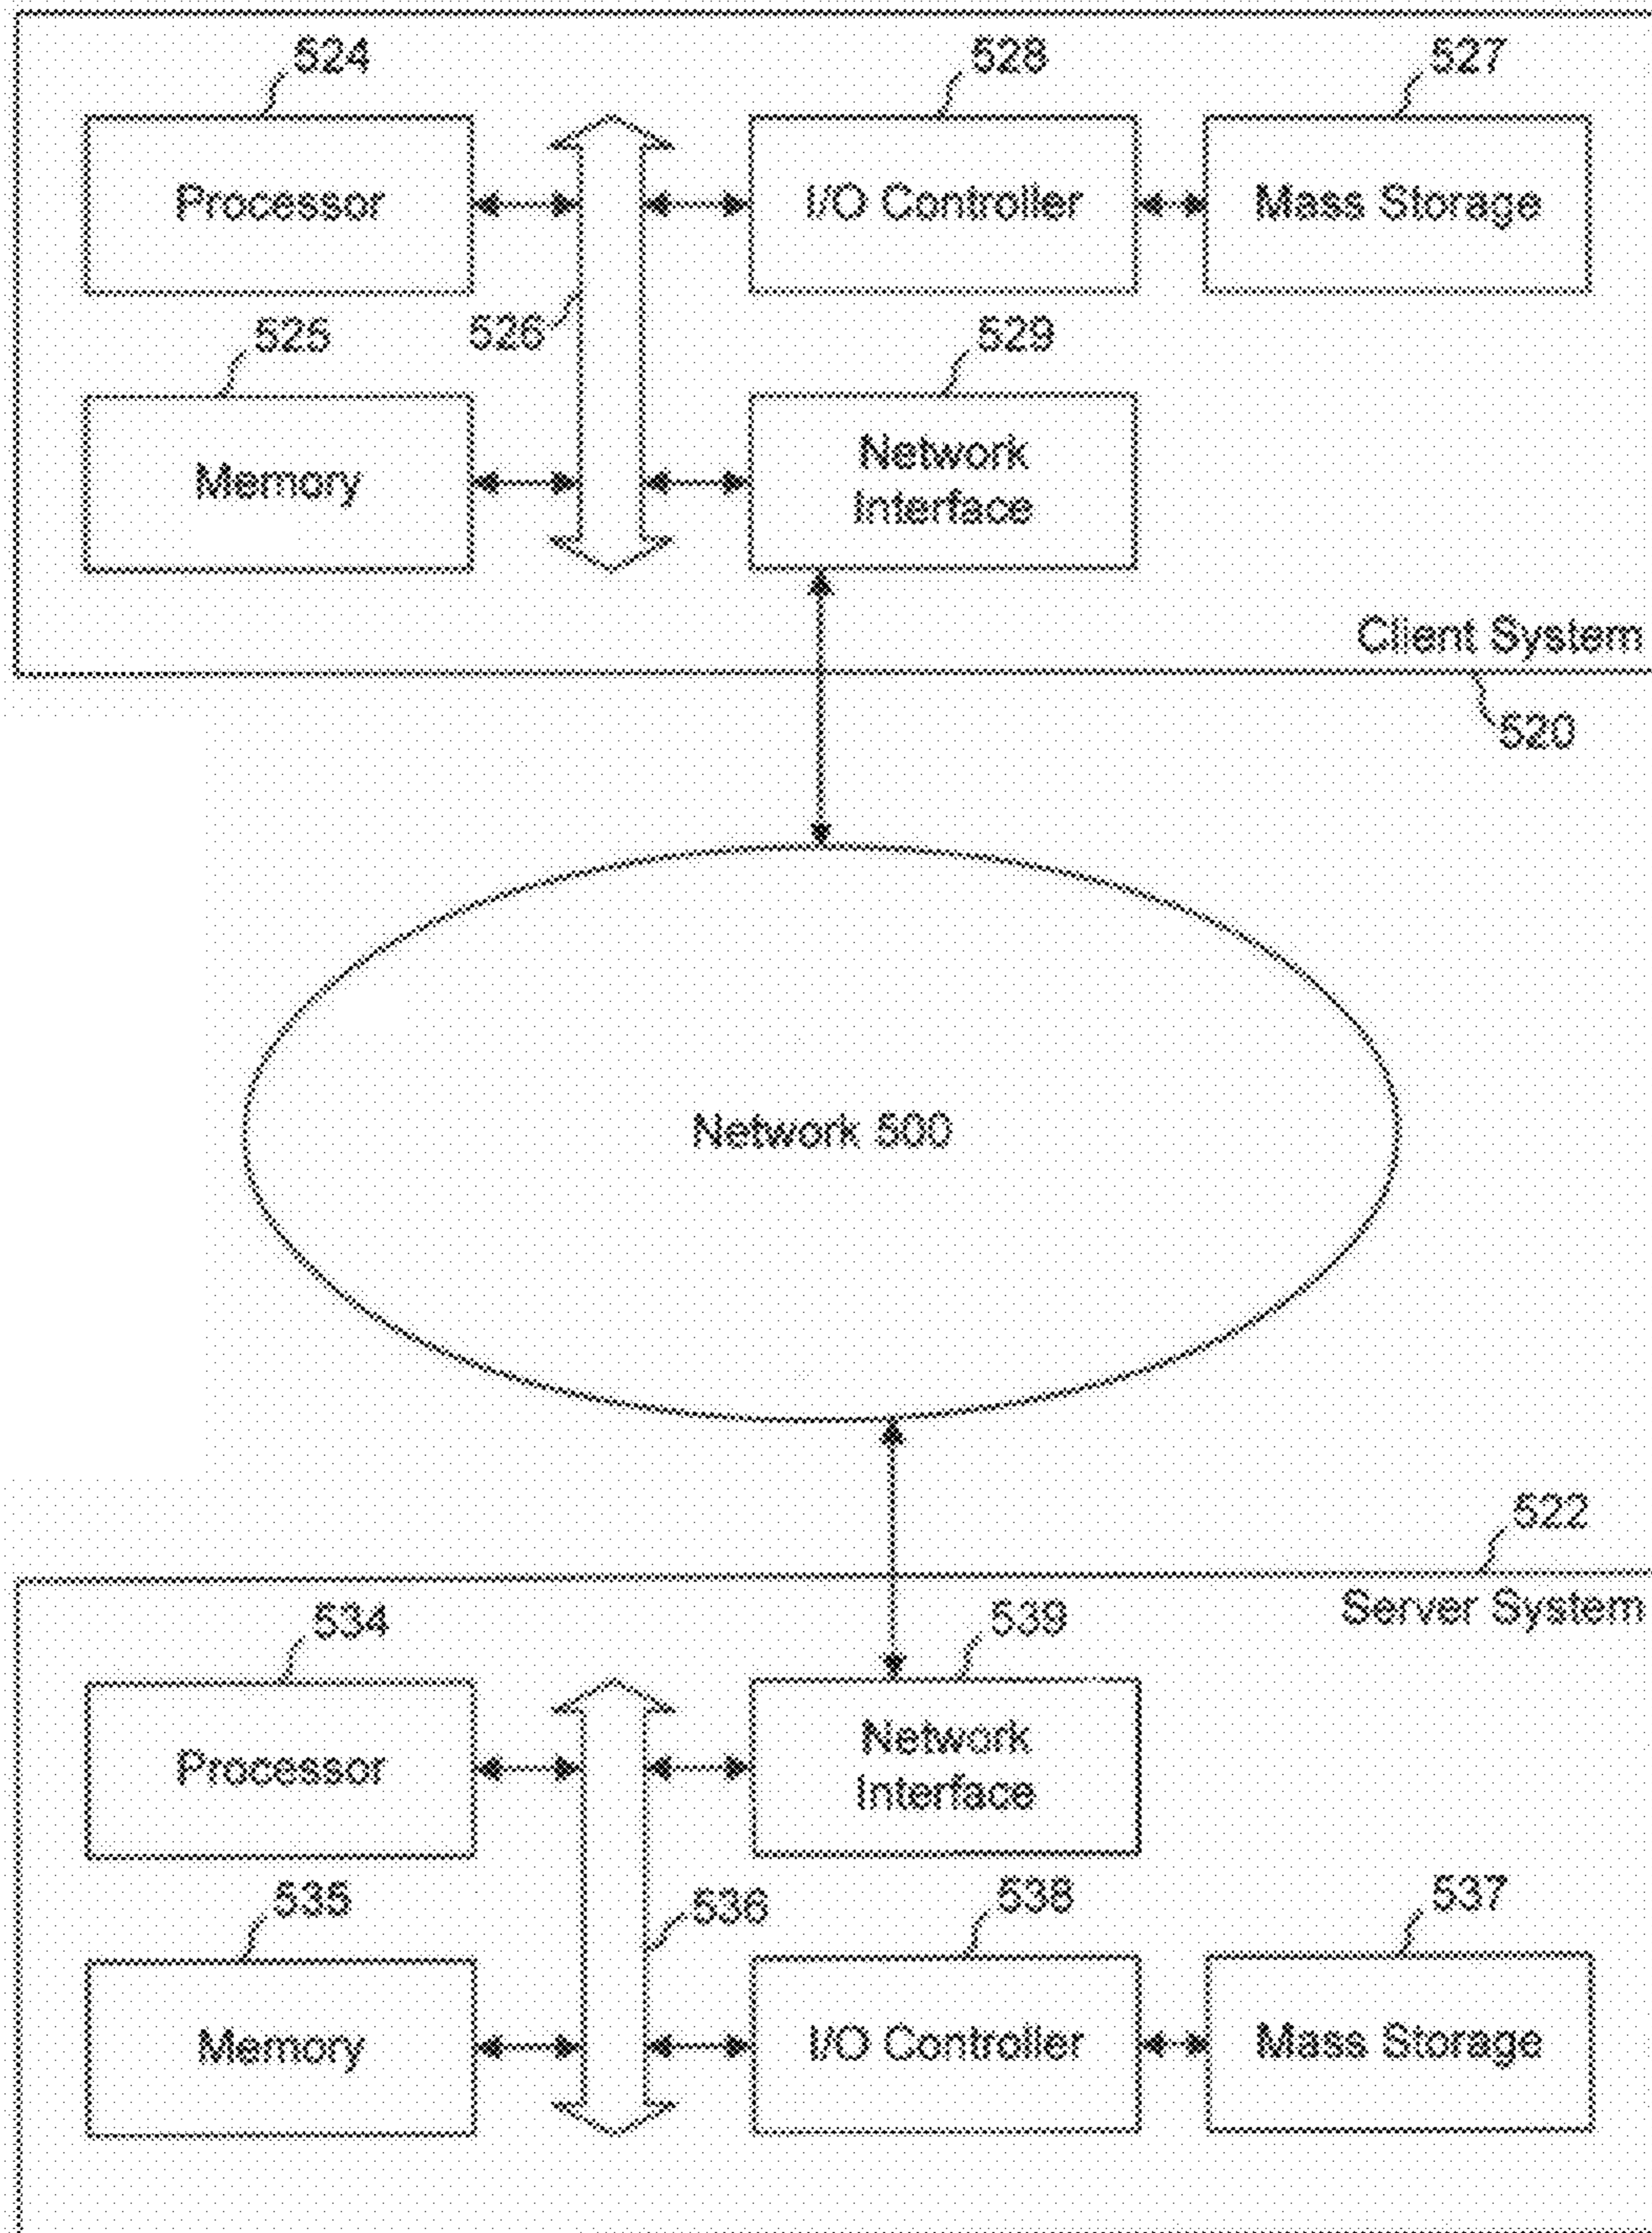 524
528
527
Processor
I/O Controller
Mass Storage
525
526
529
Memory
Network
Interface
Client System
520
Network 500
522
Server System
534
539
Processor
Network
Interface
535
536
538
537
Memory
I/O Controller
Mass Storage